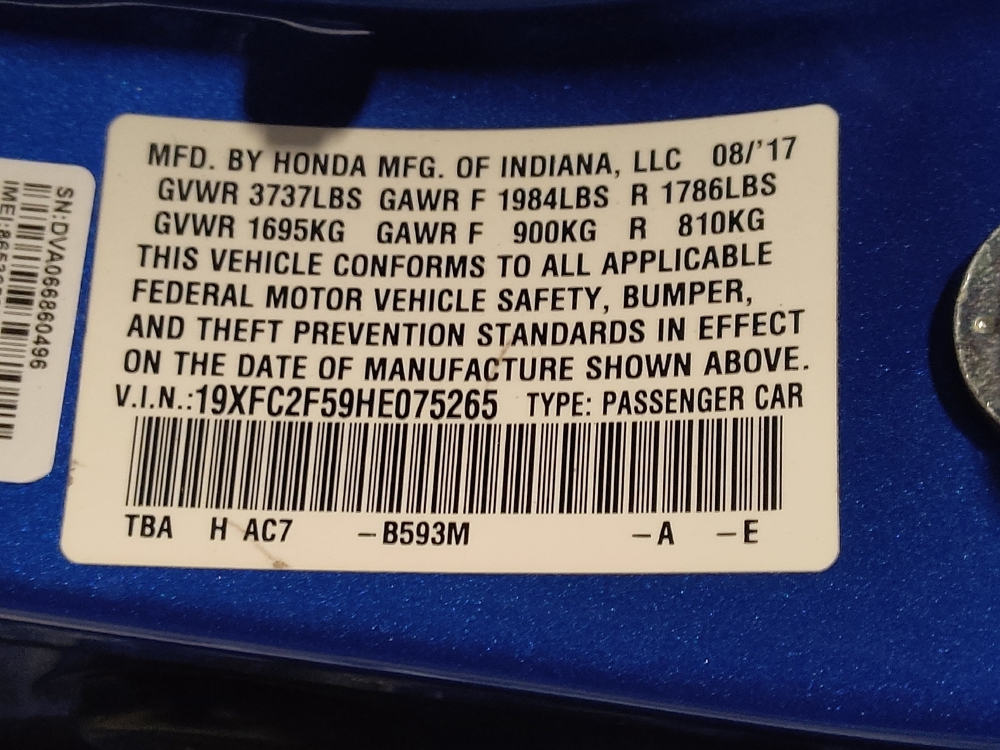 MFD. BY HONDA MFG. OF INDIANA, LLC 08/'17
GVWR 3737LBS GAWR F 1984LBS R 1786LBS
GVWR 1695KG GAWR F 900KG R 810KG
THIS VEHICLE CONFORMS TO ALL APPLICABLE
FEDERAL MOTOR VEHICLE SAFETY, BUMPER,
AND THEFT PREVENTION STANDARDS IN EFFECT
ON THE DATE OF MANUFACTURE SHOWN ABOVE.
V.I.N.:19XFC2F59HE075265 TYPE: PASSENGER CAR
TBA H AC7 -B593M -A -E
SN:DVA066860496